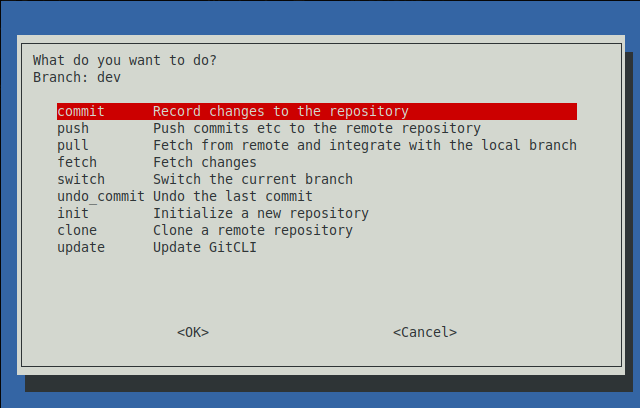 What do you want to do?
Branch: dev
commit Record changes to the repository
push Push commits etc to the remote repository
pull Fetch from remote and integrate with the local branch
fetch Fetch changes
switch Switch the current branch
undo_commit Undo the last commit
init Initialize a new repository
clone Clone a remote repository
update Update GitCLI
<OK> <Cancel>